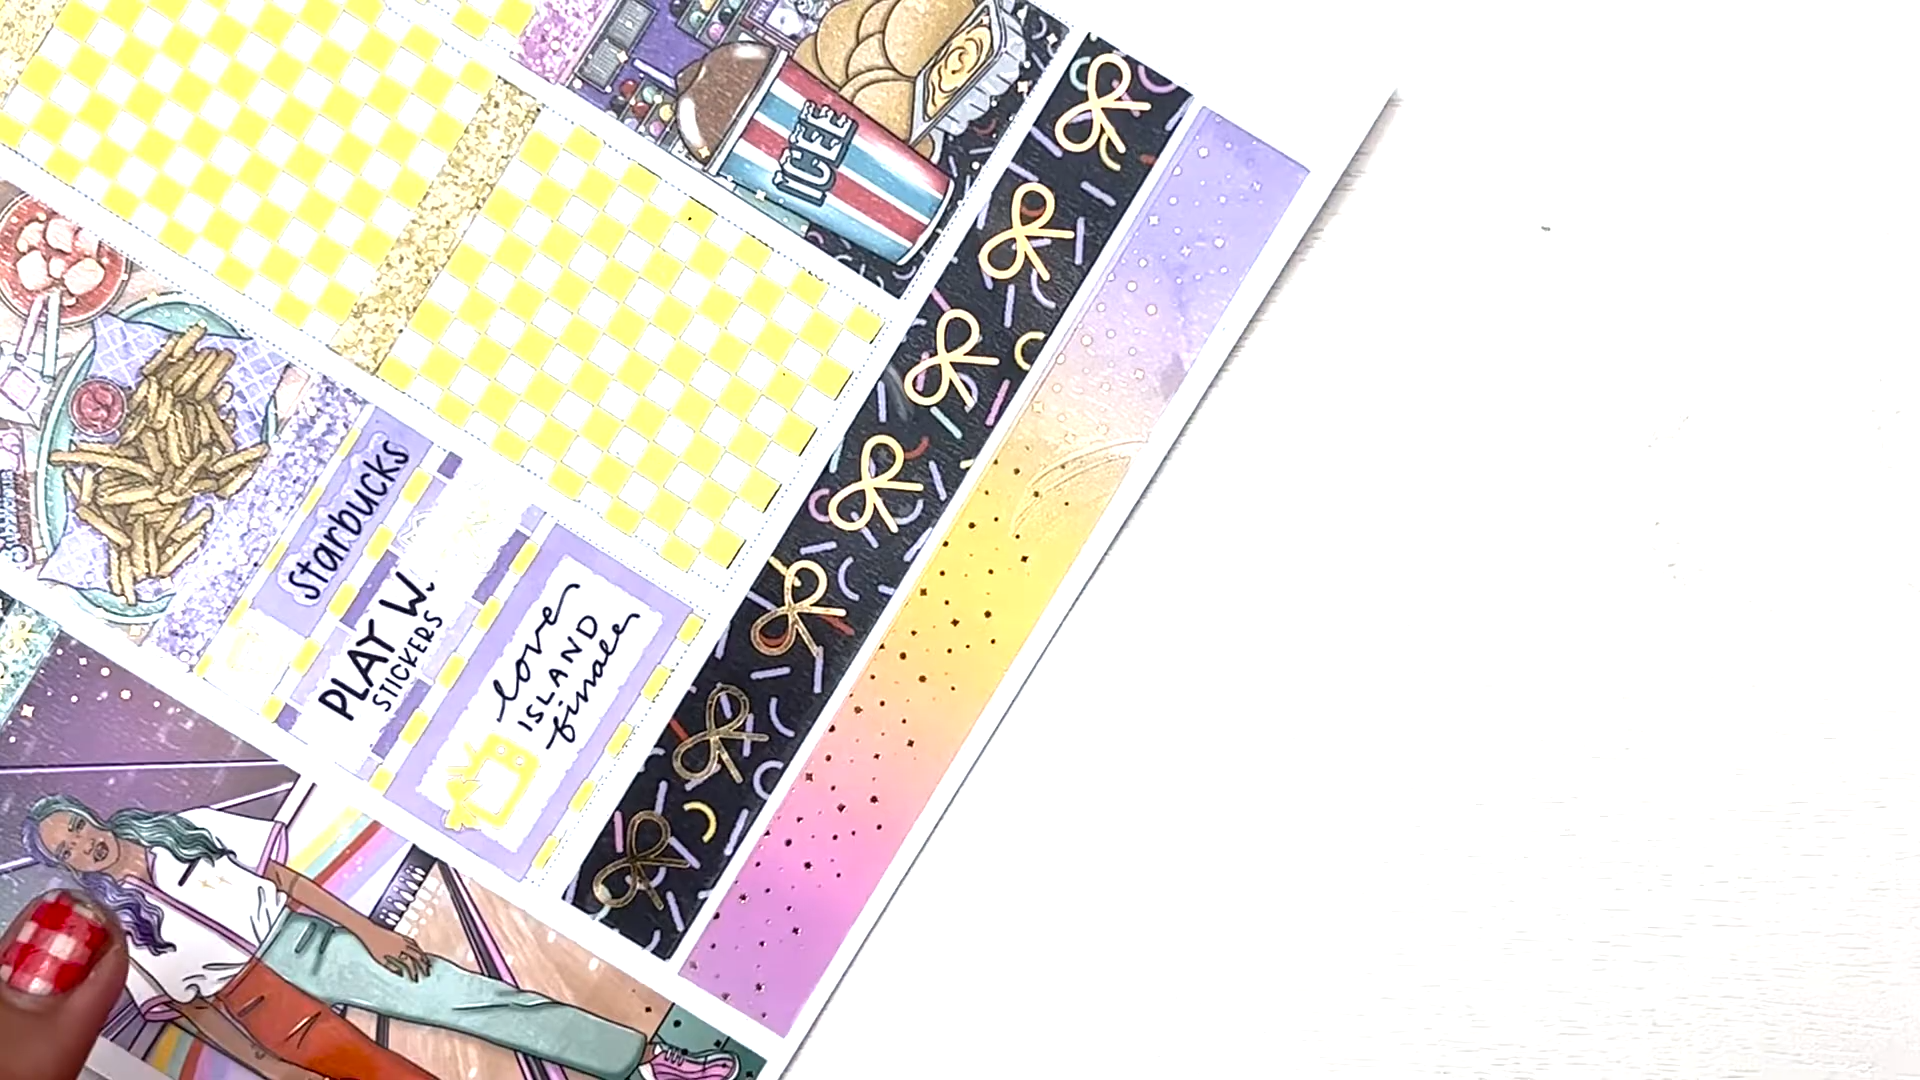 ICEE
Starbucks
PLAY W.
STICKERS
love
ISLAND
finale